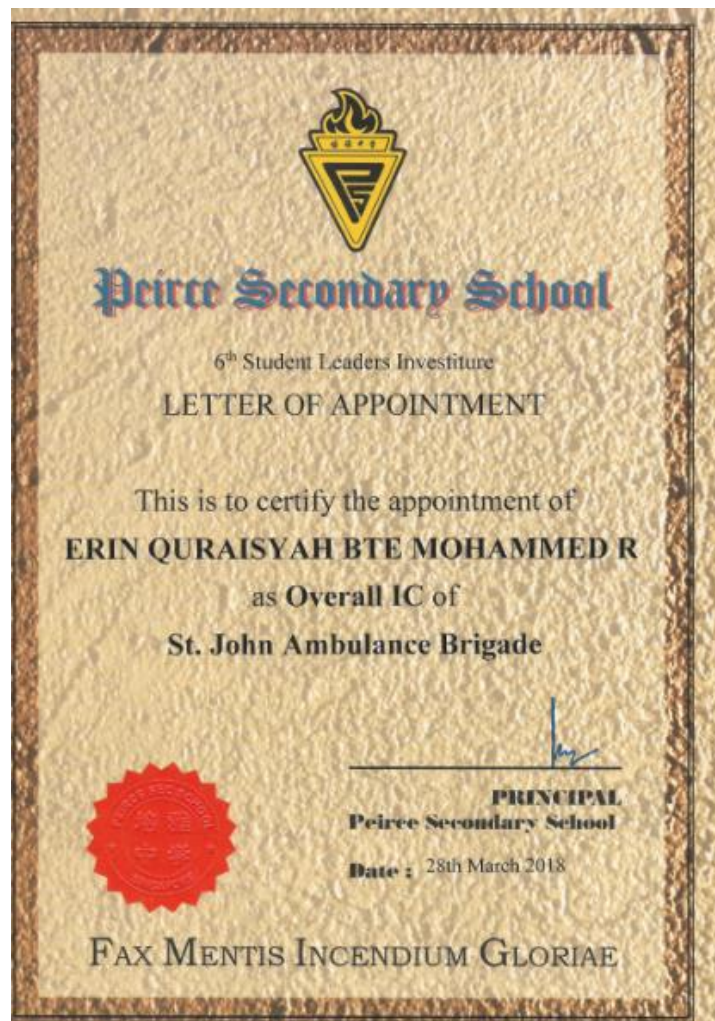 Peirce Secondary School
6th Student Leaders Investiture
LETTER OF APPOINTMENT
This is to certify the appointment of
ERIN QURAISYAH BTE MOHAMMED R
as Overall IC of
St. John Ambulance Brigade
PRINCIPAL
Peirce Secondary School
Date : 28th March 2018
FAX MENTIS INCENDIUM GLORIAE